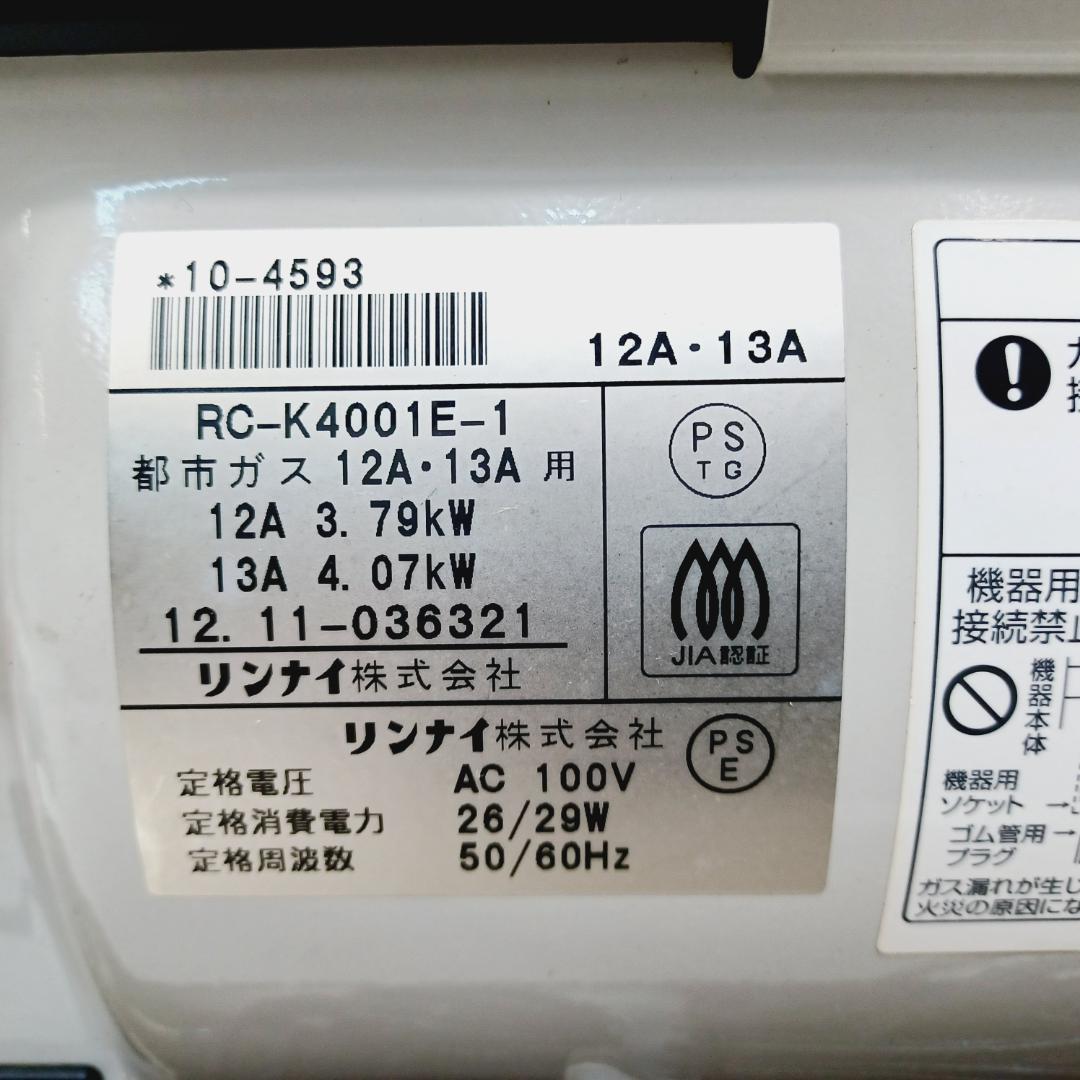 *10-4593
12A・13A
RC-K4001E-1
都市ガス 12A・13A 用
12A 3.79kW
13A 4.07kW
12.11-036321
リンナイ株式会社
PS
TG
JIA認証
リンナイ株式会社
PS
E
定格電圧 AC 100V
定格消費電力 26/29W
定格周波数 50/60Hz
機器用
接続禁止
機器本体
機器用
ソケット→
ゴム管用→
プラグ
ガス漏れが生じ
火災の原因にな